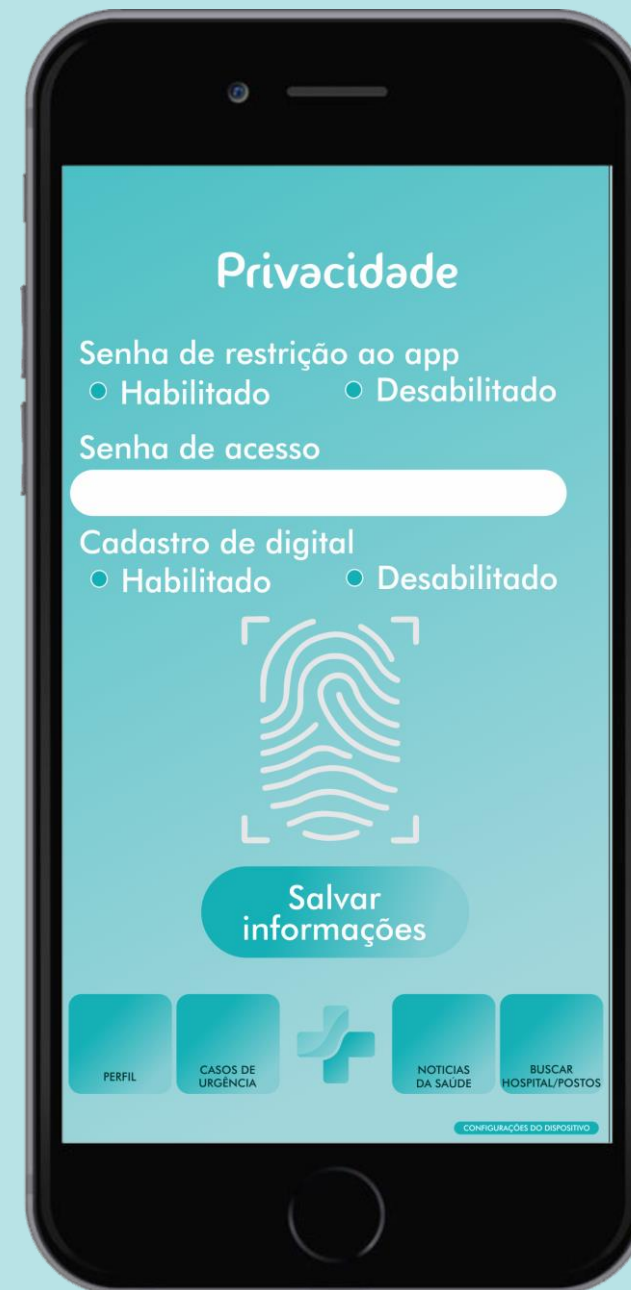 Privacidade
Senha de restrição ao app
Habilitado Desabilitado
Senha de acesso
Cadastro de digital
Habilitado Desabilitado
Salvar
informações
PERFIL
CASOS DE
URGÊNCIA
NOTICIAS
DA SAÚDE
BUSCAR
HOSPITAL/POSTOS
CONFIGURAÇÕES DO DISPOSITIVO